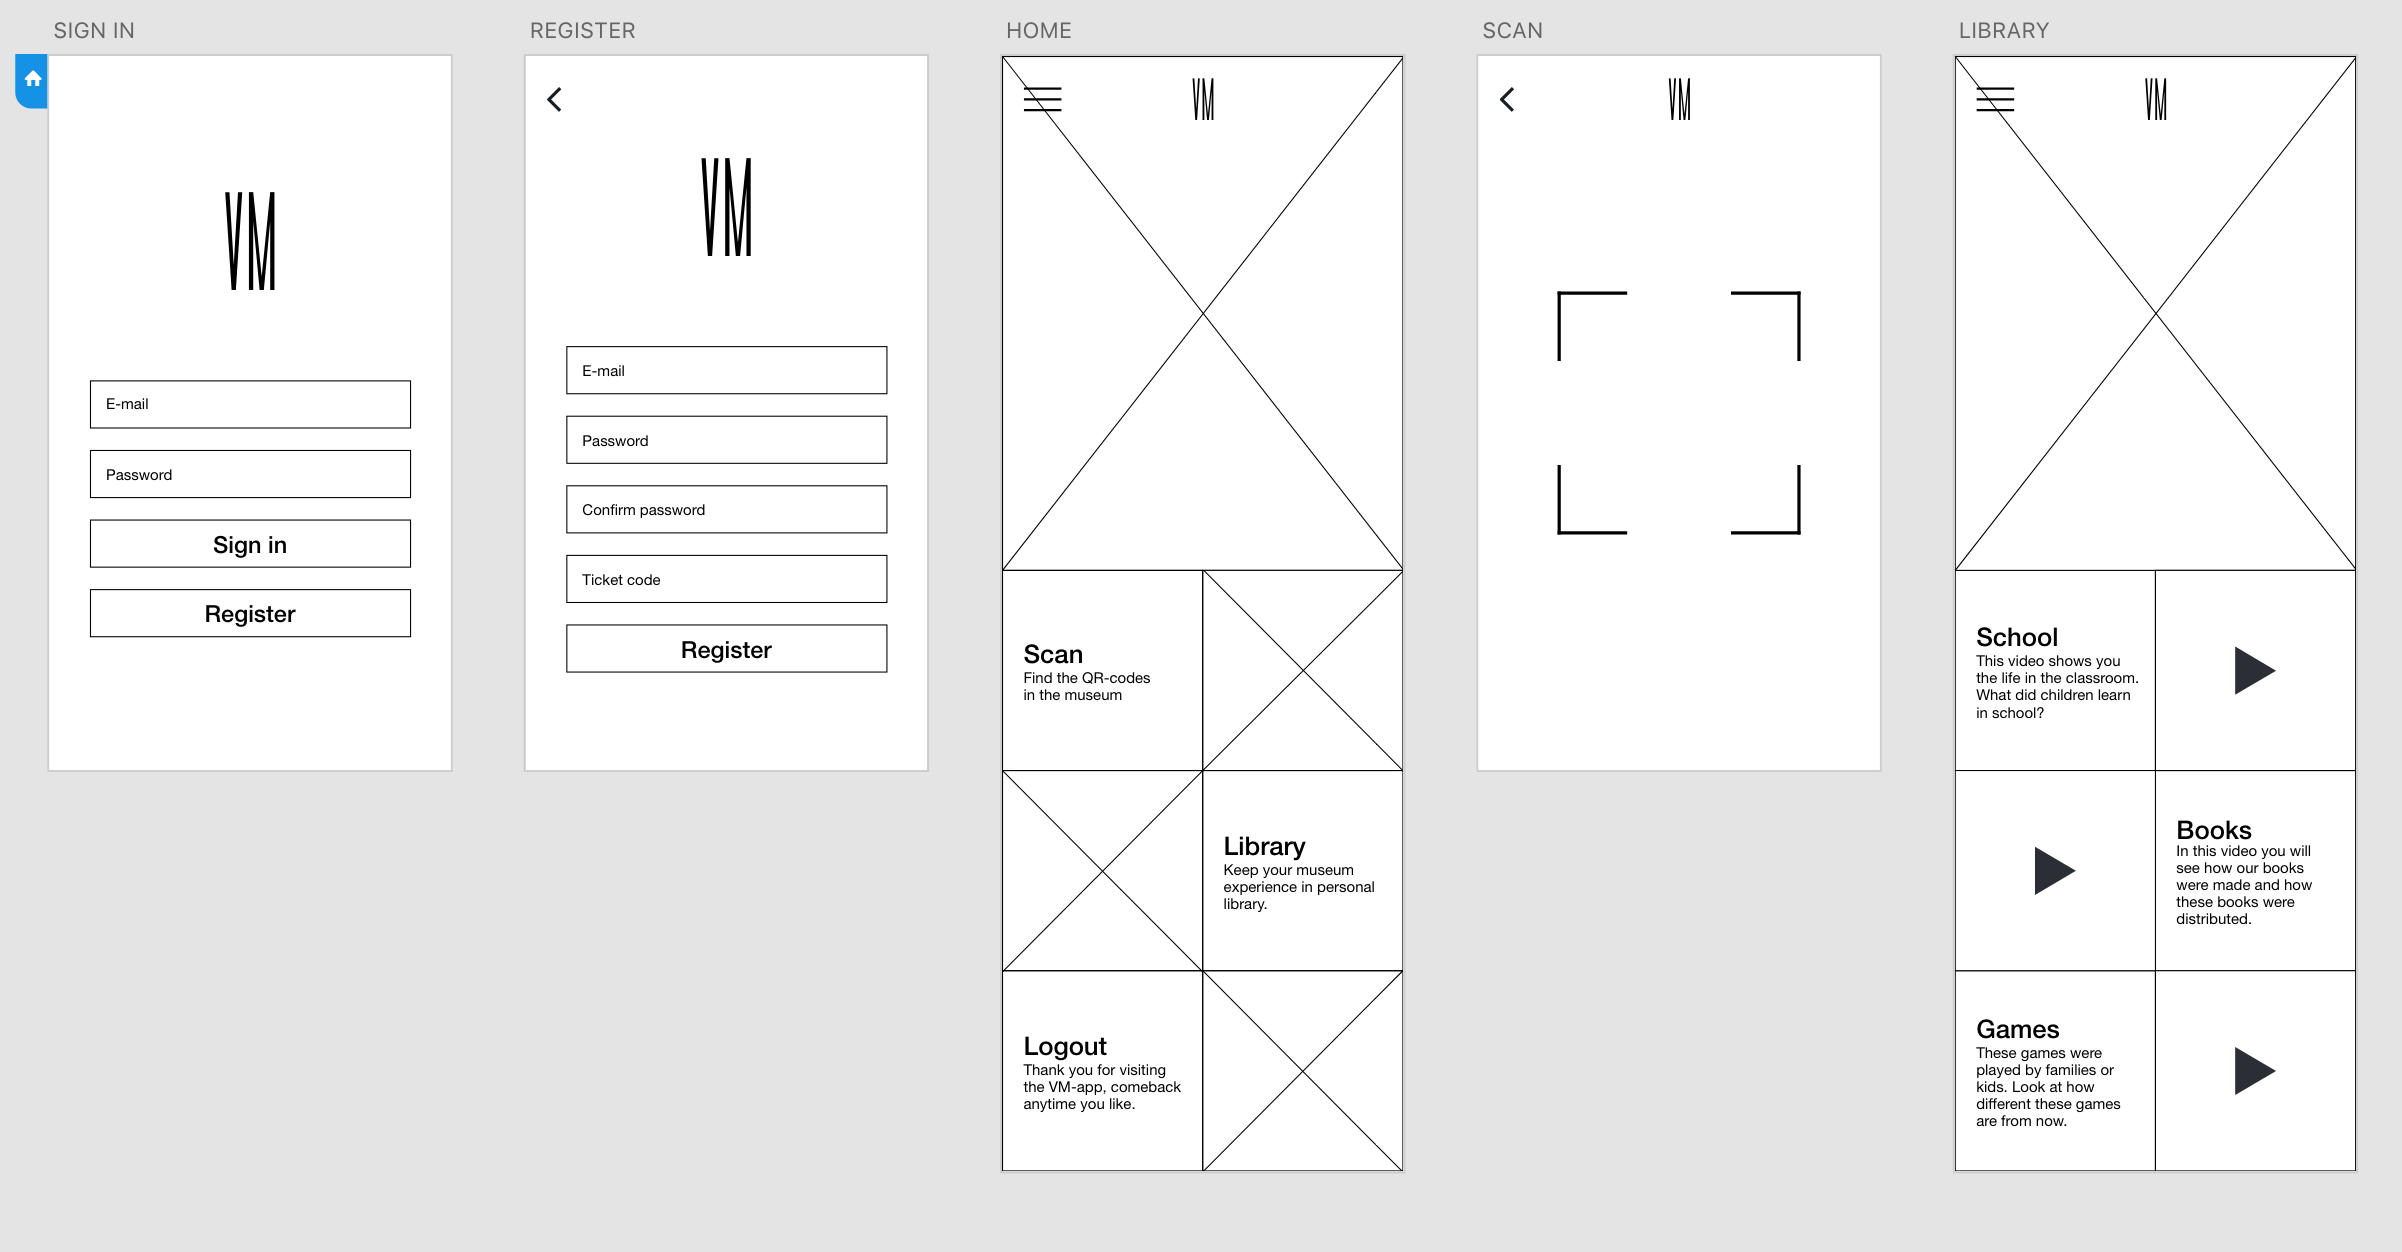 SIGN IN
VM
E-mail
Password
Sign in
Register
REGISTER
VM
E-mail
Password
Confirm password
Ticket code
Register
HOME
VM
Scan
Find the QR-codes
in the museum
Library
Keep your museum
experience in personal
library.
Logout
Thank you for visiting
the VM-app, comeback
anytime you like.
SCAN
VM
LIBRARY
VM
School
This video shows you
the life in the classroom.
What did children learn
in school?
Books
In this video you will
see how our books
were made and how
these books were
distributed.
Games
These games were
played by families or
kids. Look at how
different these games
are from now.